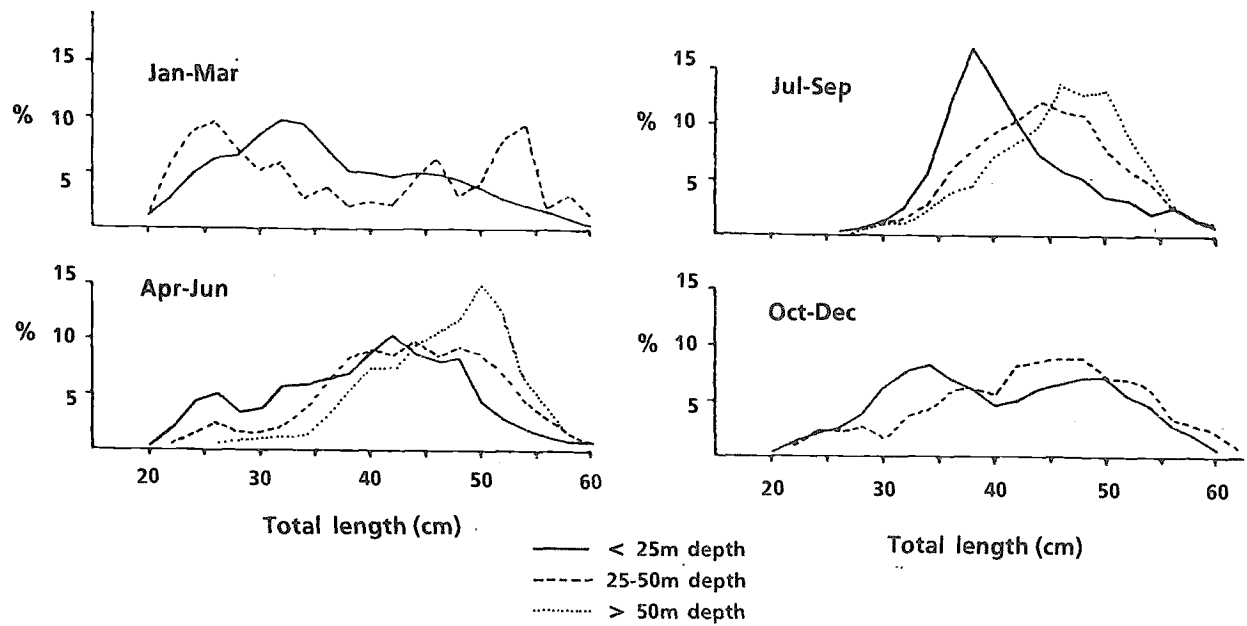 Jan-Mar
15
%
10
5
Apr-Jun
15
%
10
5
20 30 40 50 60
Total length (cm)
Jul-Sep
15
%
10
5
Oct-Dec
15
%
10
5
20 30 40 50 60
Total length (cm)
< 25m depth
25-50m depth
> 50m depth